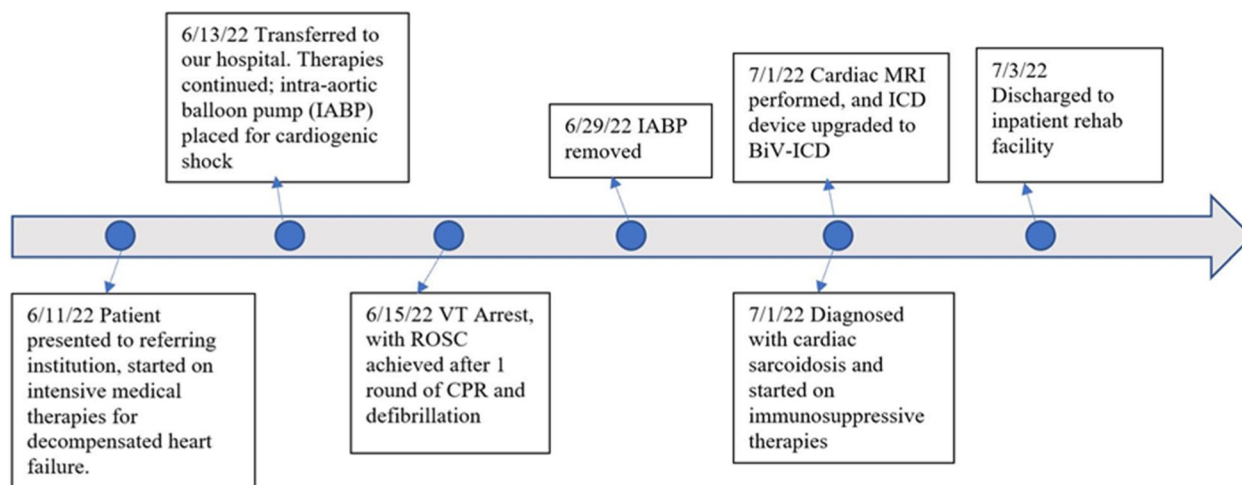 6/13/22 Transferred to
our hospital. Therapies
continued; intra-aortic
balloon pump (IABP)
placed for cardiogenic
shock
6/29/22 IABP
removed
7/1/22 Cardiac MRI
performed, and ICD
device upgraded to
BiV-ICD
7/3/22
Discharged to
inpatient rehab
facility
6/11/22 Patient
presented to referring
institution, started on
intensive medical
therapies for
decompensated heart
failure.
6/15/22 VT Arrest,
with ROSC
achieved after 1
round of CPR and
defibrillation
7/1/22 Diagnosed
with cardiac
sarcoidosis and
started on
immunosuppressive
therapies